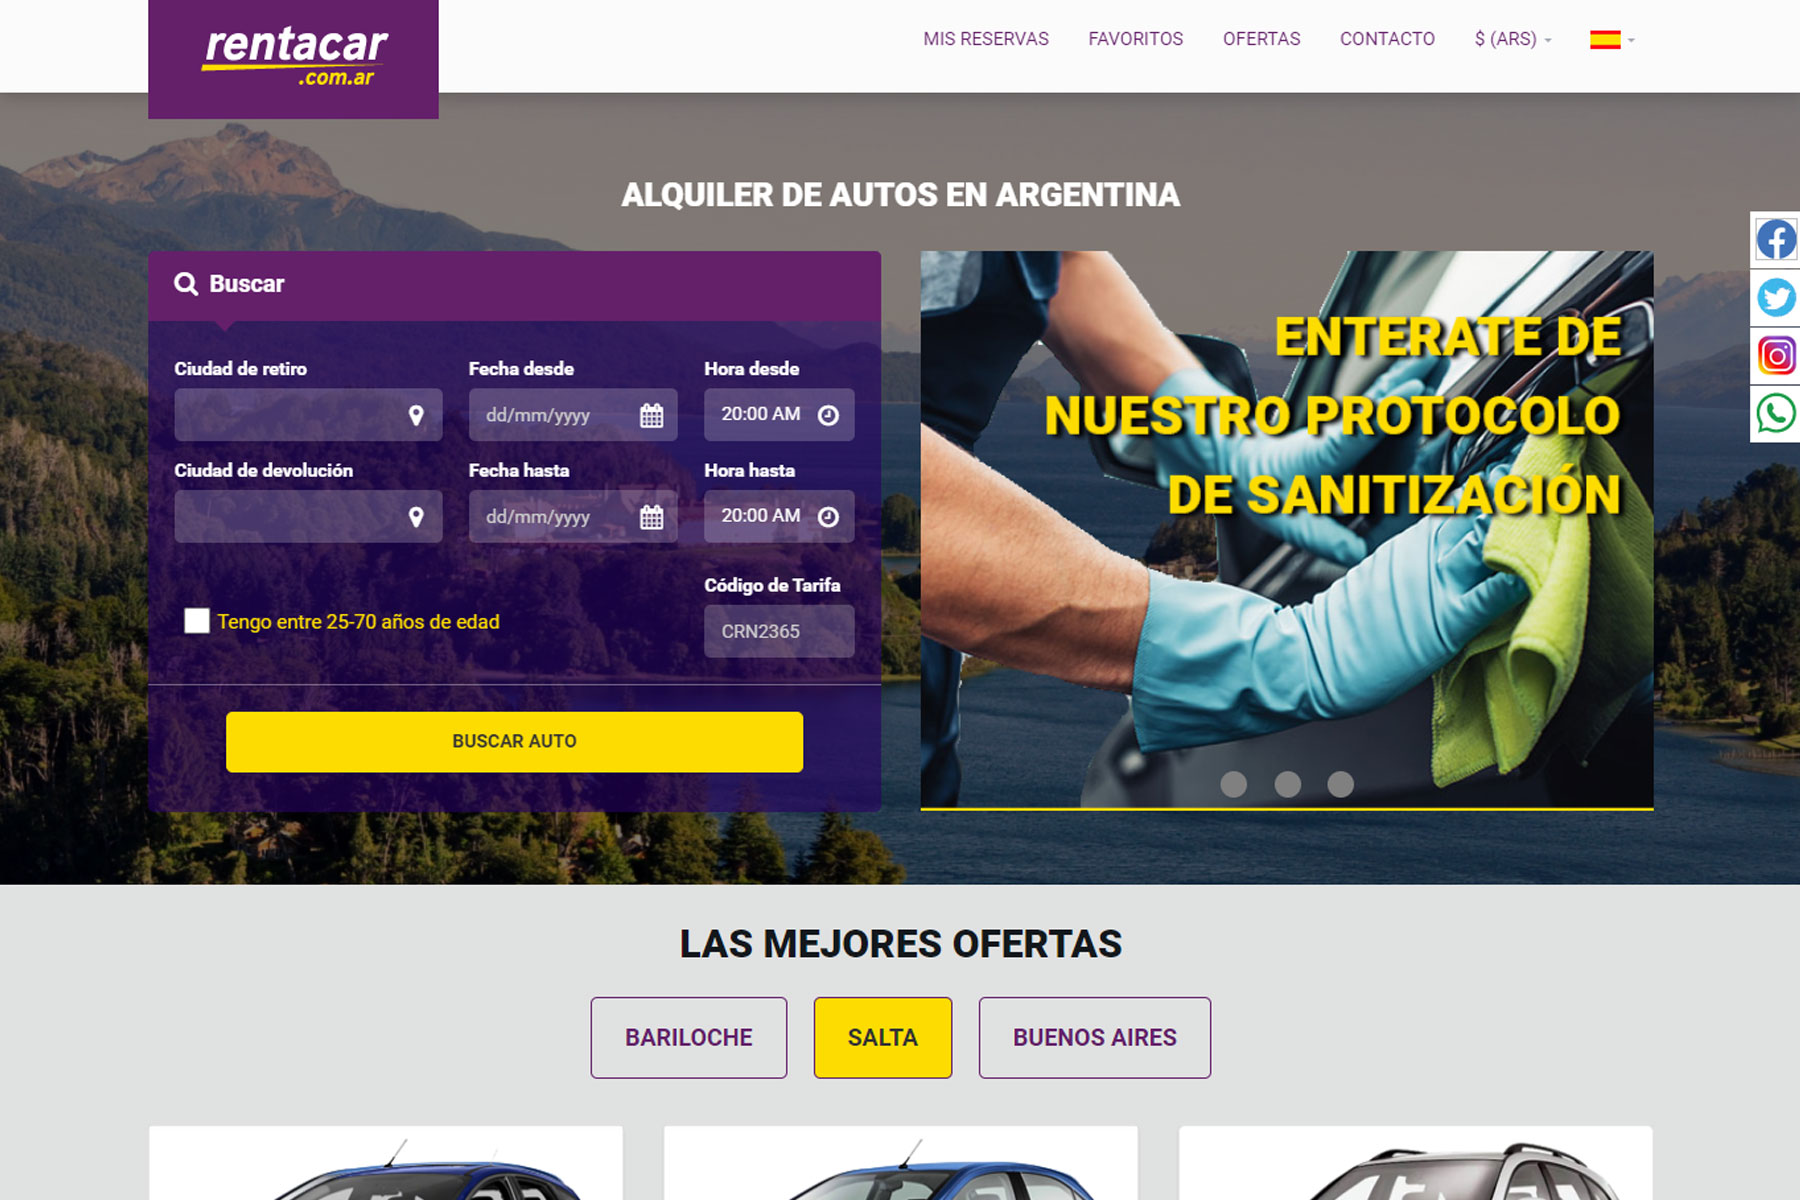 rentacar
.com.ar
MIS RESERVAS FAVORITOS OFERTAS CONTACTO $ (ARS)
ALQUILER DE AUTOS EN ARGENTINA
Buscar
Ciudad de retiro Fecha desde Hora desde
dd/mm/yyyy 20:00 AM
Ciudad de devolución Fecha hasta Hora hasta
dd/mm/yyyy 20:00 AM
Código de Tarifa
Tengo entre 25-70 años de edad
CRN2365
BUSCAR AUTO
ENTERATE DE
NUESTRO PROTOCOLO
DE SANITIZACIÓN
LAS MEJORES OFERTAS
BARILOCHE SALTA BUENOS AIRES